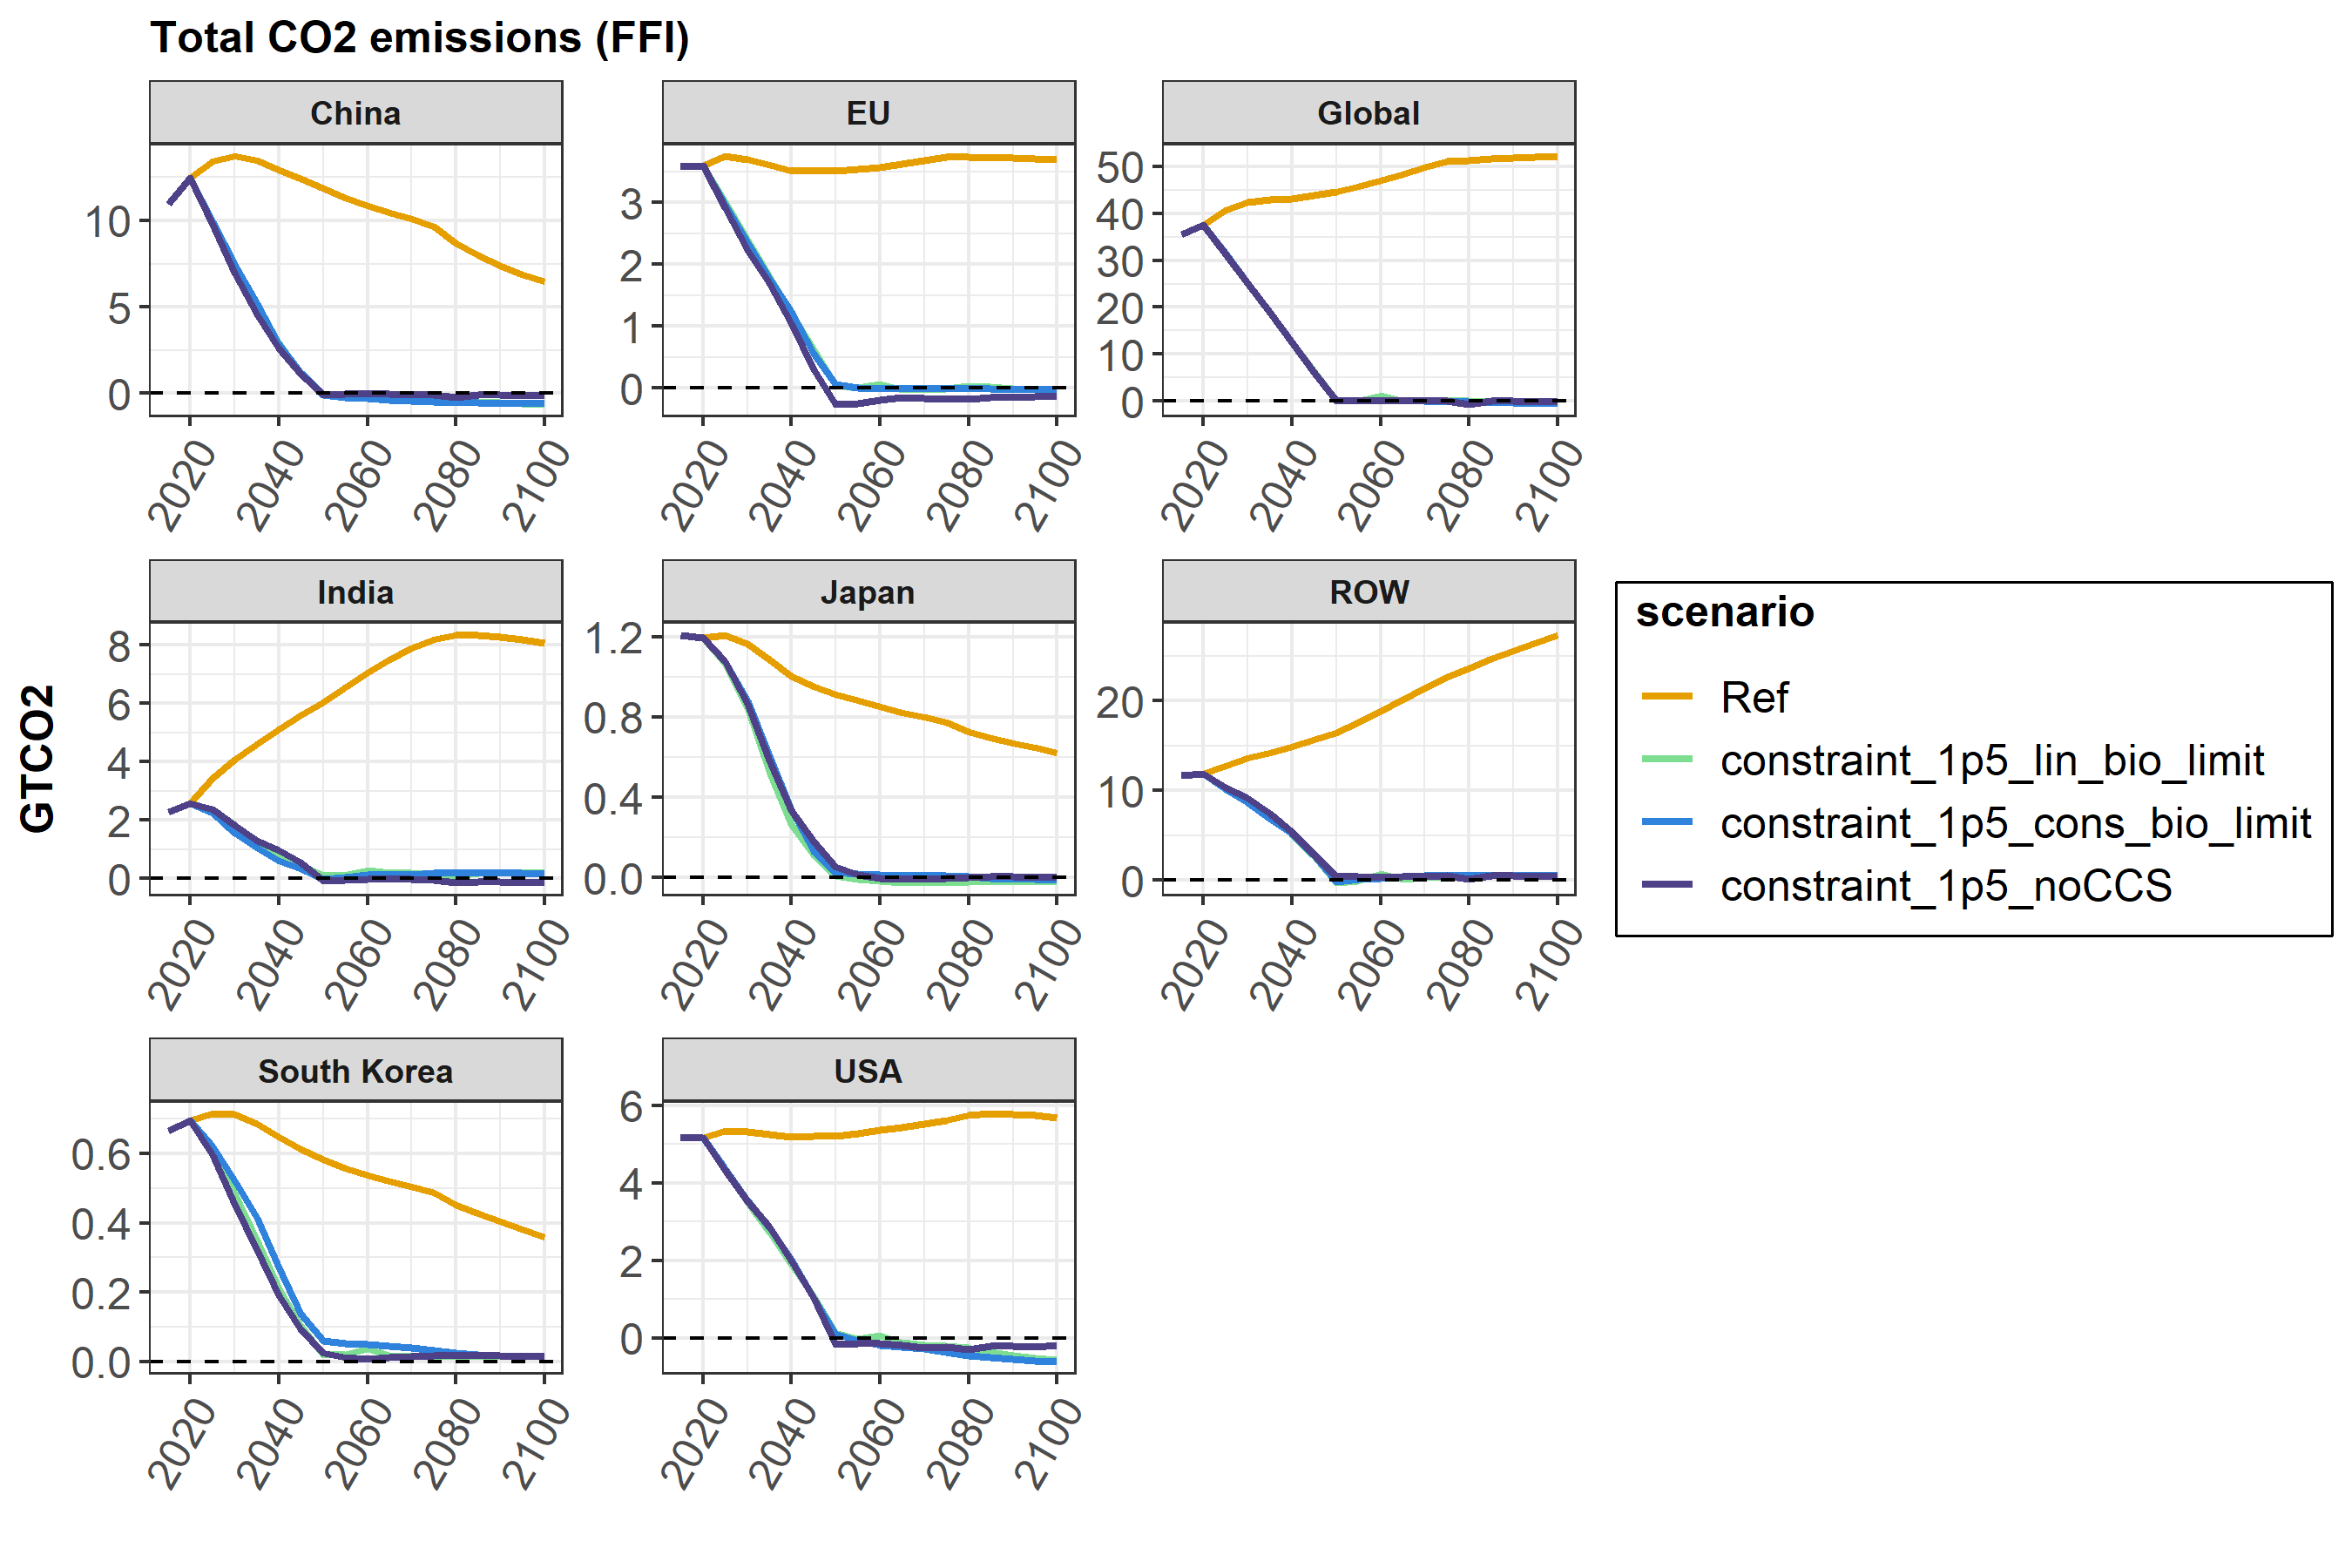 Total CO2 emissions (FFI)
China
EU
Global
10
5
0
3
2
1
0
50
40
30
20
10
0
2020 2040 2060 2080 2100
2020 2040 2060 2080 2100
2020 2040 2060 2080 2100
India
Japan
ROW
8
6
4
2
0
1.2
0.8
0.4
0.0
20
10
0
2020 2040 2060 2080 2100
2020 2040 2060 2080 2100
2020 2040 2060 2080 2100
GTCO2
scenario
Ref
constraint_1p5_lin_bio_limit
constraint_1p5_cons_bio_limit
constraint_1p5_noCCS
South Korea
USA
0.6
0.4
0.2
0.0
6
4
2
0
2020 2040 2060 2080 2100
2020 2040 2060 2080 2100